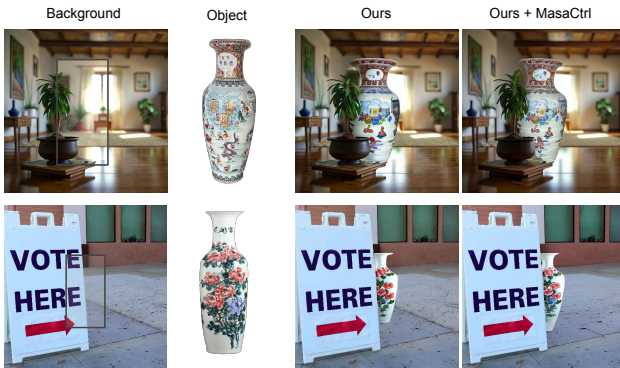 Background
Object
Ours
Ours + MasaCtrl
VOTE
HERE
VOTE
HERE
VOTE
HERE